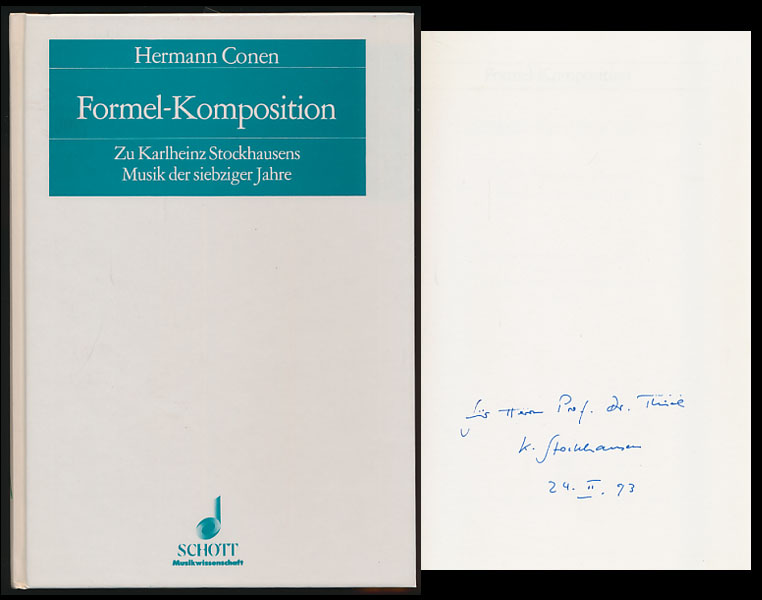 Hermann Conen
Formel-Komposition
Zu Karlheinz Stockhausens
Musik der siebziger Jahre
SCHOTT
Musikwissenschaft
Formel-Komposition
für Herrn Prof. Dr.
K. Stockhausen
24. II. 93